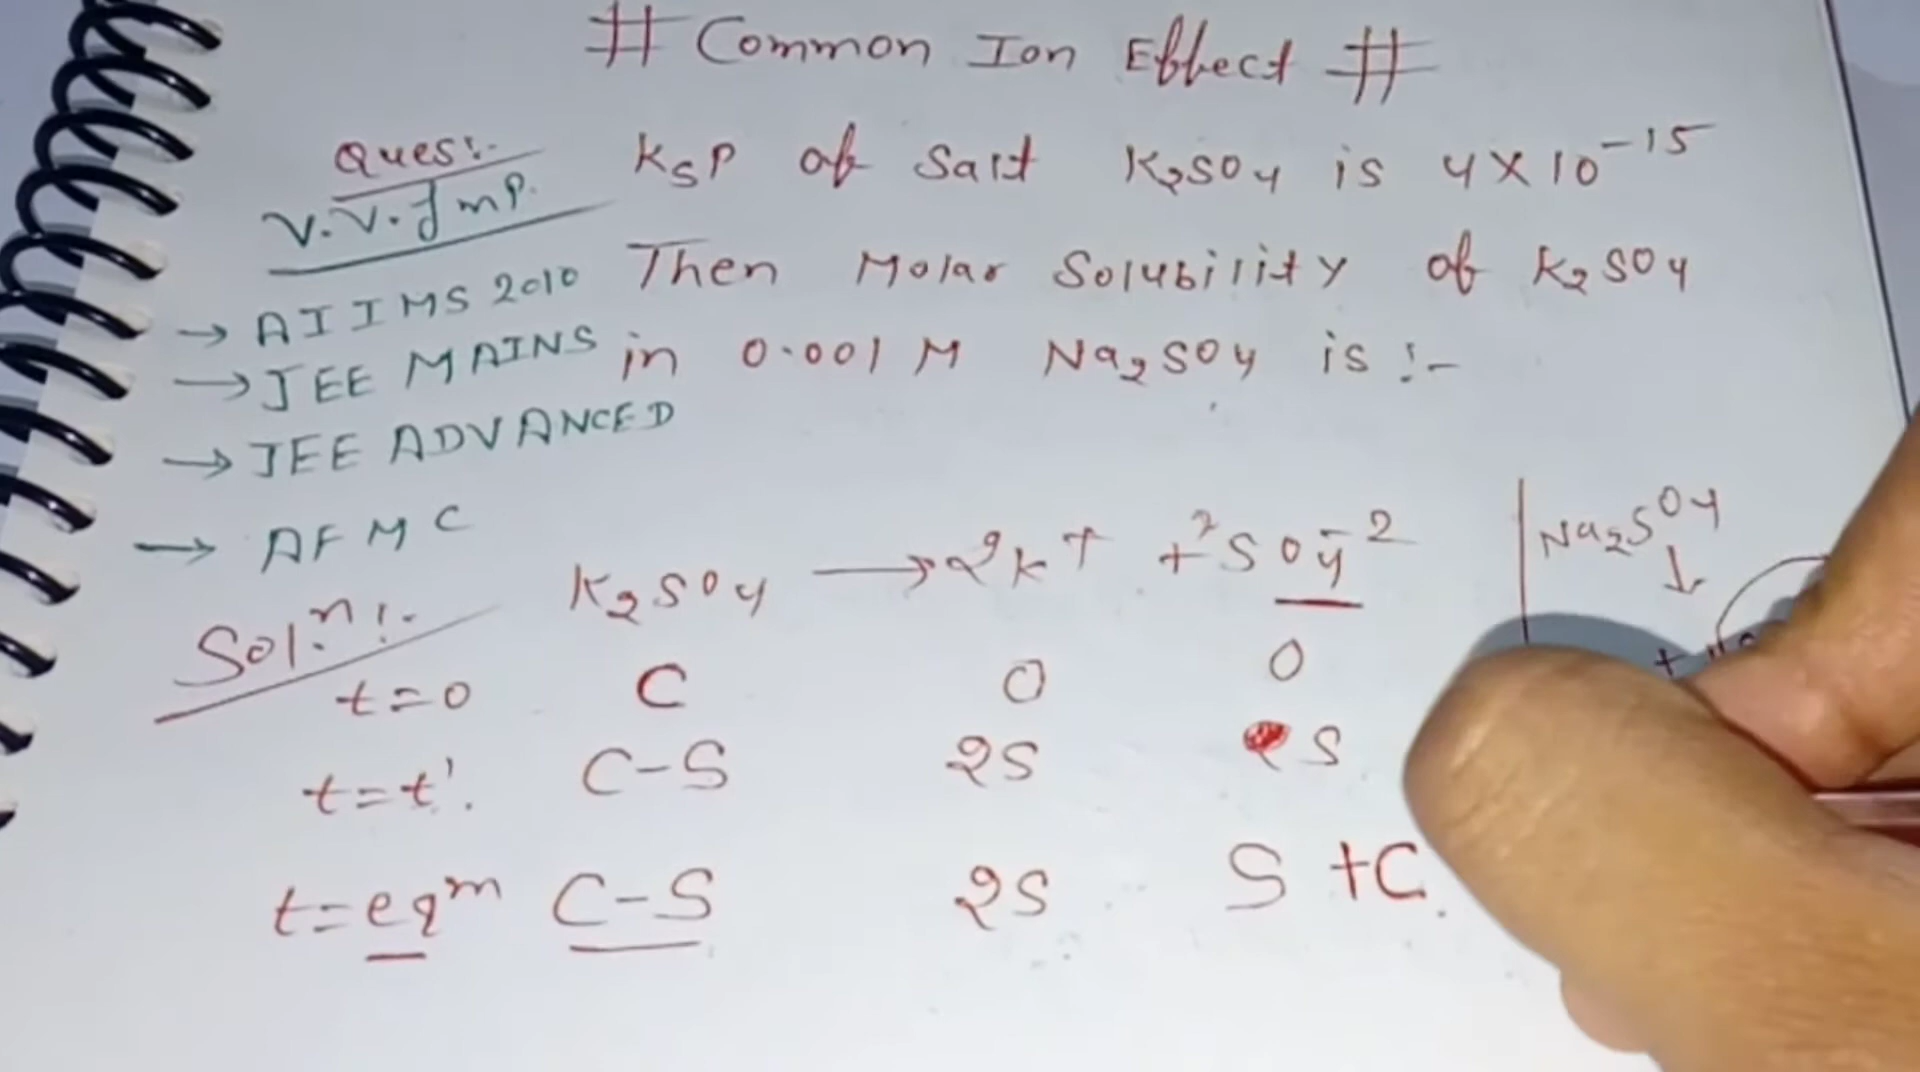 # Common Ion Effect #
Ques:- Ksp of Salt K2SO4 is 4×10^-15
V.V.Imp.
Then Molar Solubility of K2SO4
→ AIIMS 2010
in 0.001 M Na2SO4 is :-
→ JEE MAINS
→ JEE ADVANCED
→ AFMC
Sol.n:- K2SO4 → 2K+ + SO4^-2
Na2SO4
↓
t=0 C 0 0
t=t'. C-S 2S S
t=eqm C-S 2S S+C